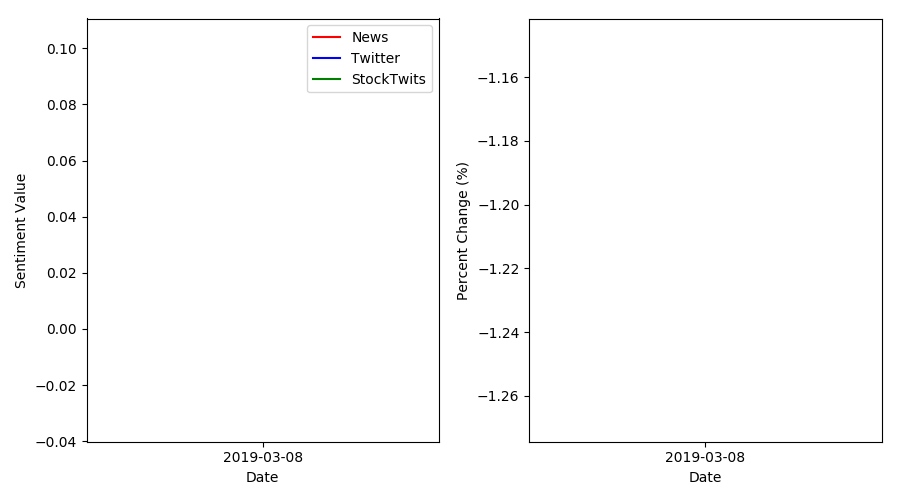 0.10
0.08
0.06
0.04
0.02
0.00
−0.02
−0.04
Sentiment Value
News
Twitter
StockTwits
2019-03-08
Date
−1.16
−1.18
−1.20
−1.22
−1.24
−1.26
Percent Change (%)
2019-03-08
Date